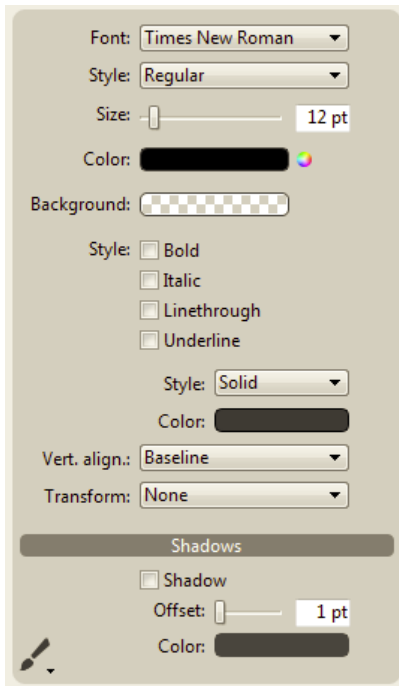 Font: Times New Roman
Style: Regular
Size: 12 pt
Color:
Background:
Style: Bold
Italic
Linethrough
Underline
Style: Solid
Color:
Vert. align.: Baseline
Transform: None
Shadows
Shadow
Offset: 1 pt
Color: